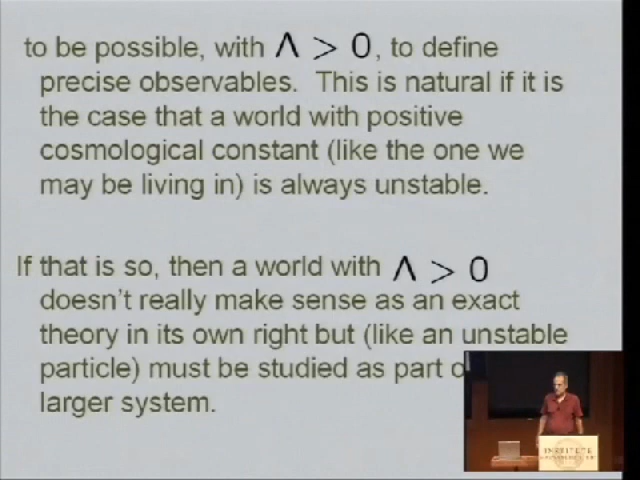 to be possible, with Λ > 0, to define
precise observables. This is natural if it is
the case that a world with positive
cosmological constant (like the one we
may be living in) is always unstable.
If that is so, then a world with Λ > 0
doesn't really make sense as an exact
theory in its own right but (like an unstable
particle) must be studied as part
larger system.
INSTITUTE